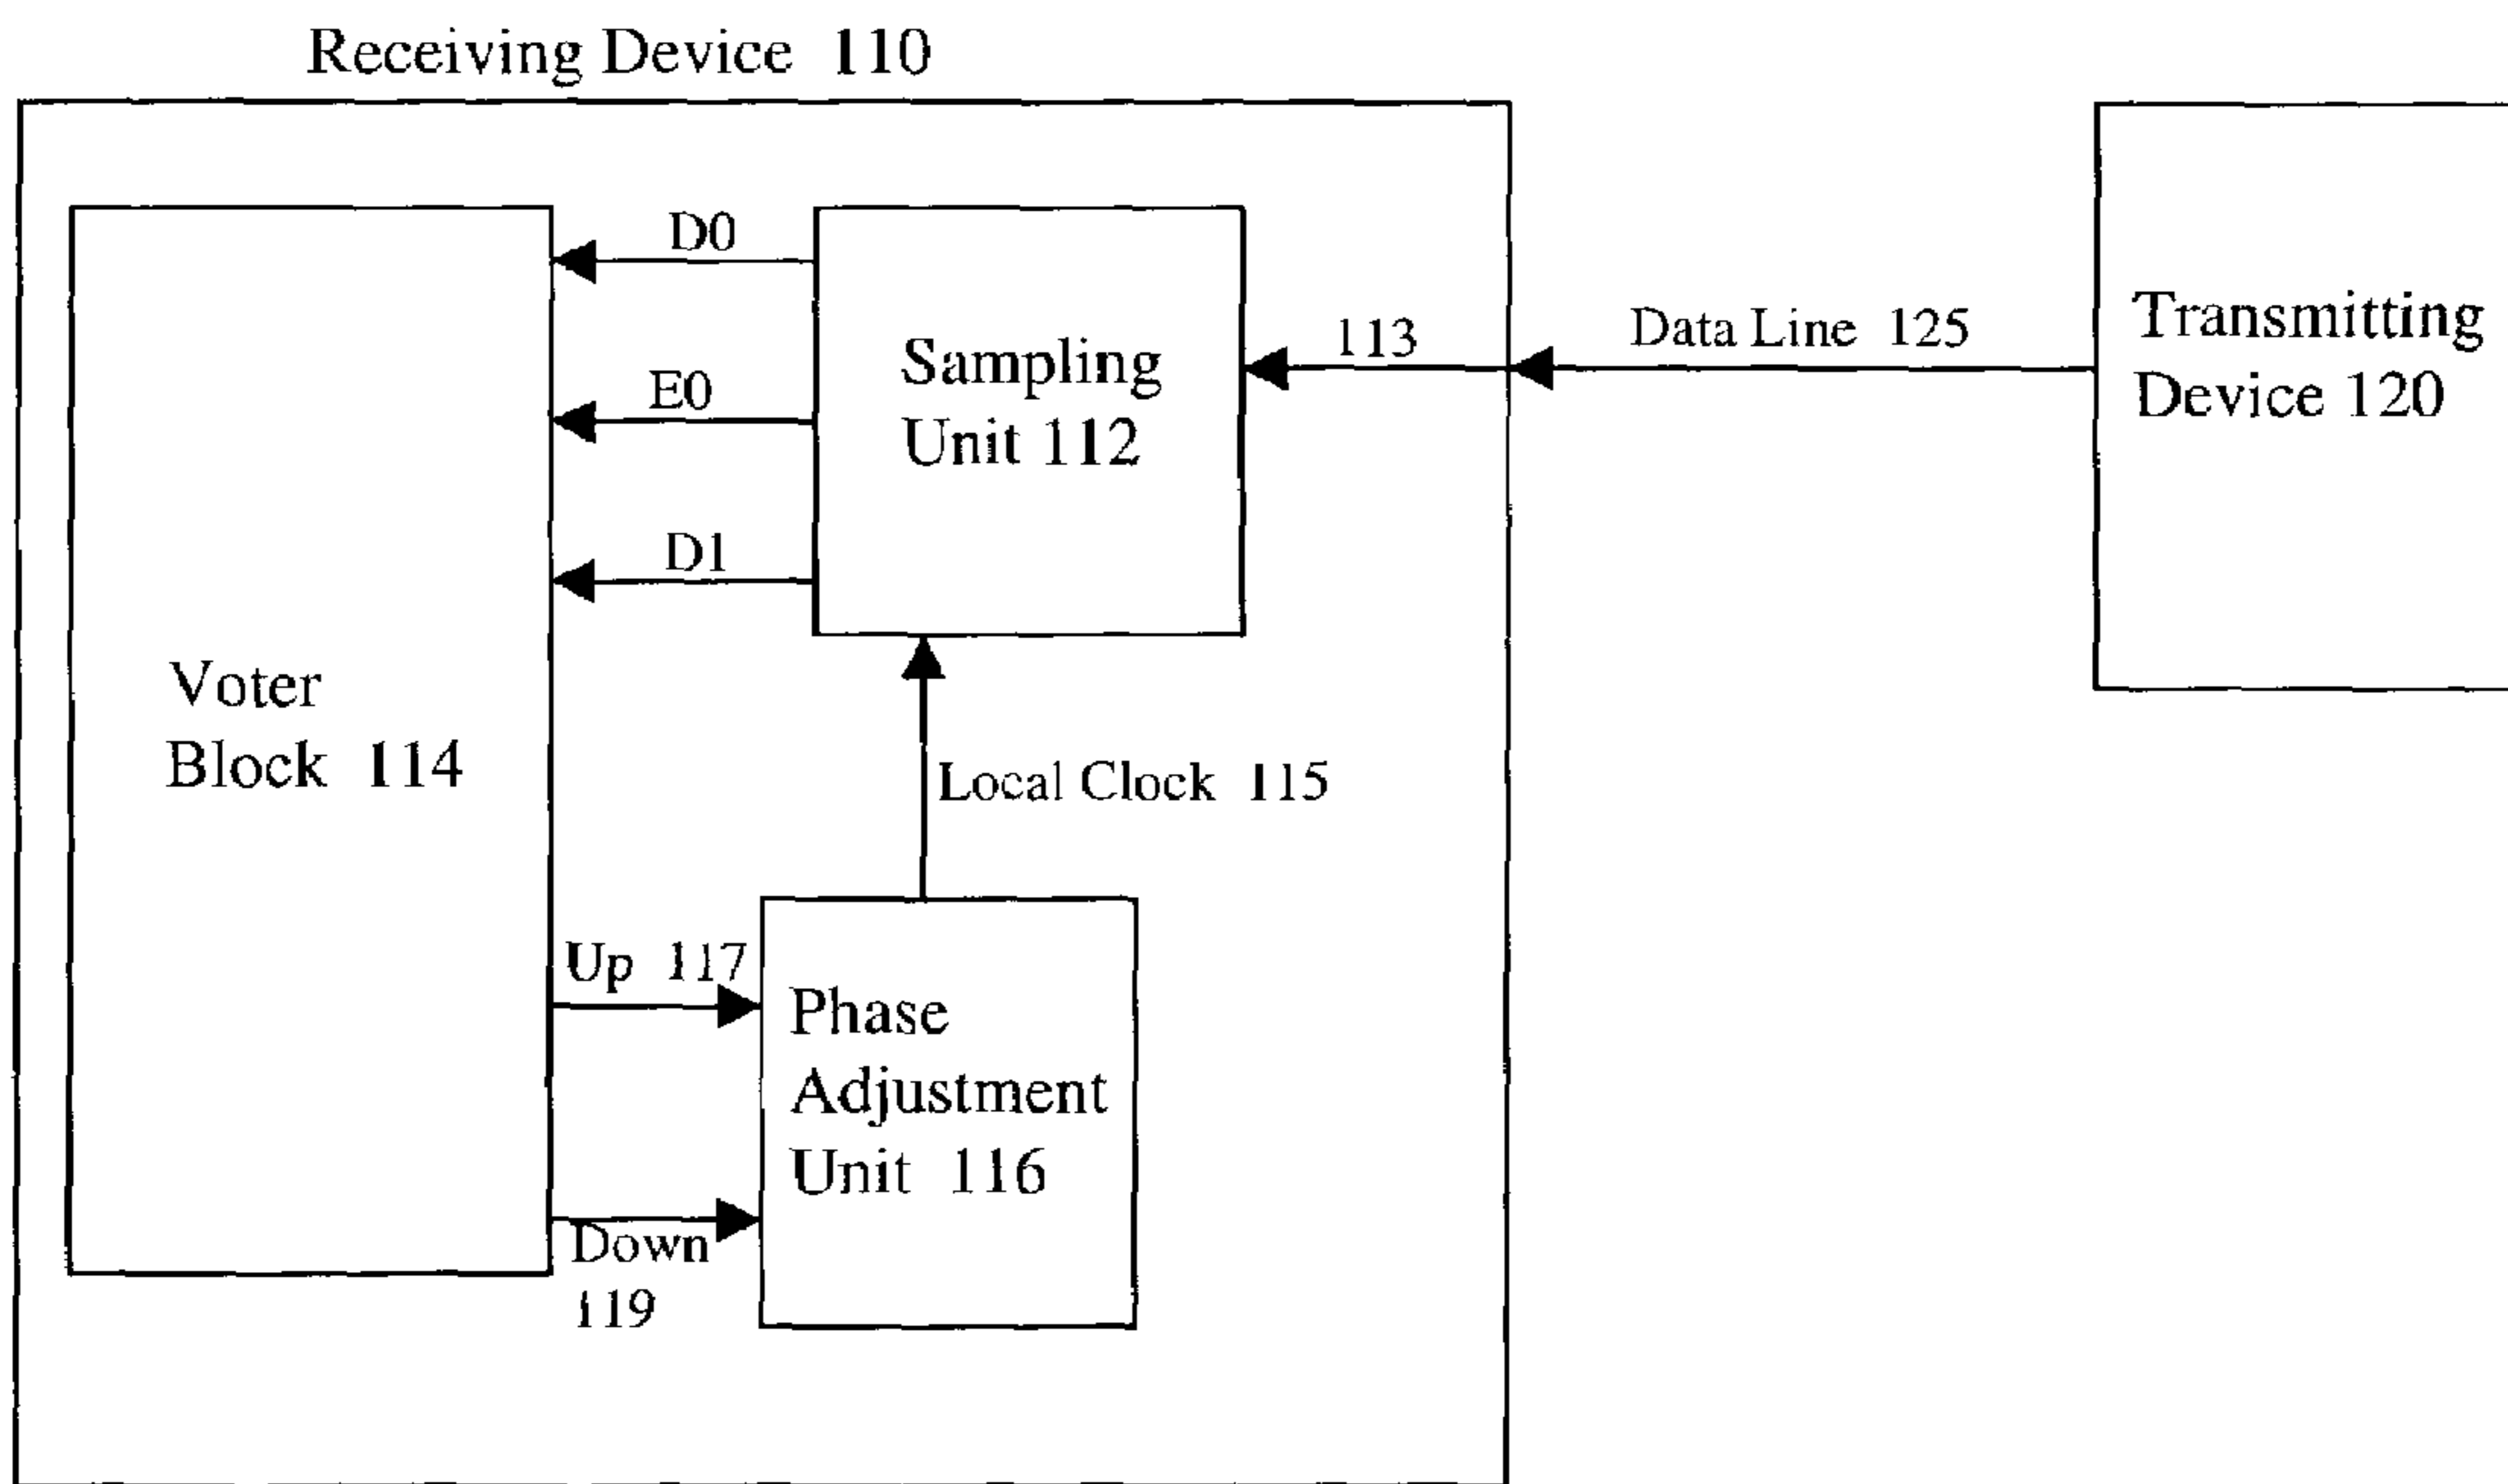 Receiving Device 110
D0
E0
D1
Sampling
Unit 112
113
Data Line 125
Transmitting
Device 120
Voter
Block 114
Local Clock 115
Up 117
Down
119
Phase
Adjustment
Unit 116